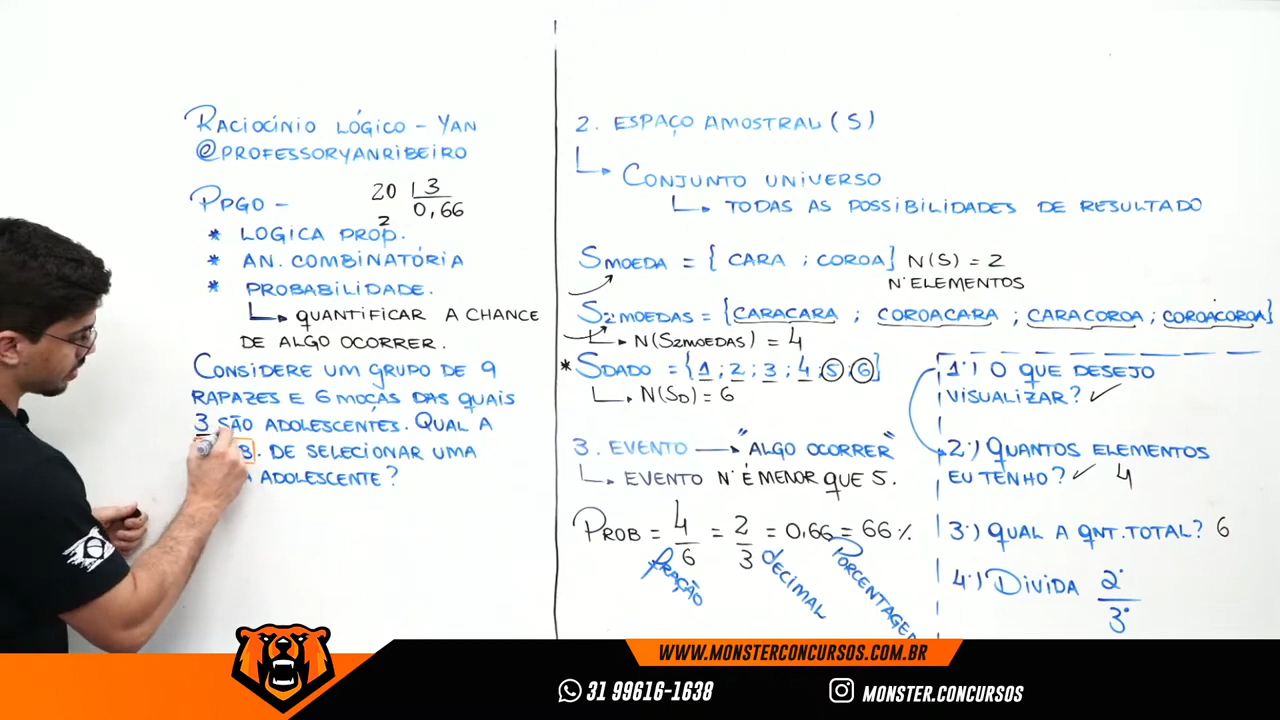 RACIOCÍNIO LÓGICO - YAN
@PROFESSORYANRIBEIRO
PPGO -
20 3
2 0,66
* LOGICA PROP.
* AN. COMBINATÓRIA
* PROBABILIDADE.
QUANTIFICAR A CHANCE
DE ALGO OCORRER.
CONSIDERE UM GRUPO DE 9
RAPAZES E 6 MOÇAS DAS QUAIS
3 SÃO ADOLESCENTES. QUAL A
B. DE SELECIONAR UMA
ADOLESCENTE?
2. ESPAÇO AMOSTRAL (S)
CONJUNTO UNIVERSO
TODAS AS POSSIBILIDADES DE RESULTADO
SMOEDA = { CARA ; COROA} N(S) = 2
N° ELEMENTOS
S2MOEDAS = {CARACARA ; COROACARA ; CARACOROA ; COROACOROA}
N(S2MOEDAS) = 4
* SDADO = {1 ; 2 ; 3 ; 4 ; 5 ; 6}
N(SD) = 6
3. EVENTO → "ALGO OCORRER"
EVENTO N° É MENOR QUE 5.
PROB = 4/6 = 2/3 = 0,66 = 66%
FRAÇÃO DECIMAL PORCENTAGEM
1°) O QUE DESEJO
VISUALIZAR? ✓
2°) QUANTOS ELEMENTOS
EU TENHO? ✓ 4
3°) QUAL A QNT. TOTAL? 6
4°) DIVIDA 2°/3°
WWW.MONSTERCONCURSOS.COM.BR
31 99616-1638 MONSTER.CONCURSOS